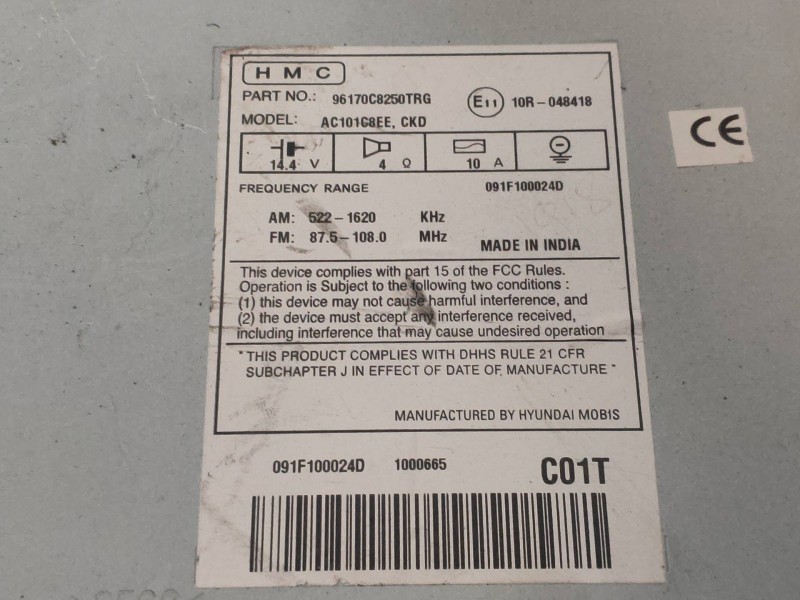 HMC
PART NO.: 96170C8250TRG E11 10R-048418
MODEL: AC101C8EE, CKD
14.4 V 4 Ω 10 A
FREQUENCY RANGE 091F100024D
AM: 522-1620 KHz
FM: 87.5-108.0 MHz
MADE IN INDIA
CE
This device complies with part 15 of the FCC Rules.
Operation is Subject to the following two conditions :
(1) this device may not cause harmful interference, and
(2) the device must accept any interference received,
including interference that may cause undesired operation
"THIS PRODUCT COMPLIES WITH DHHS RULE 21 CFR
SUBCHAPTER J IN EFFECT OF DATE OF MANUFACTURE"
MANUFACTURED BY HYUNDAI MOBIS
091F100024D 1000665 C01T